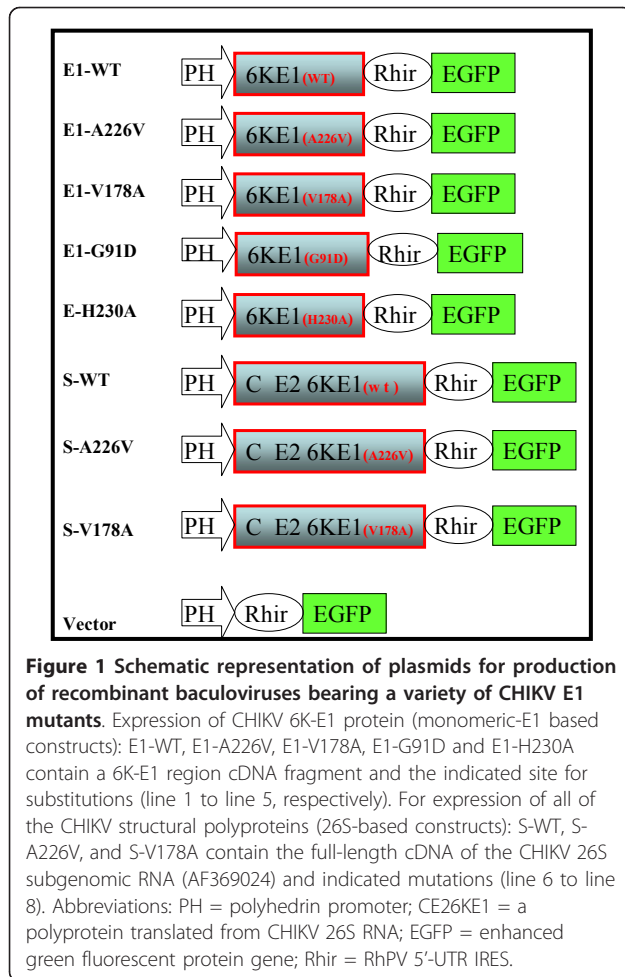 E1-WT PH 6KE1(WT) Rhir EGFP
E1-A226V PH 6KE1(A226V) Rhir EGFP
E1-V178A PH 6KE1(V178A) Rhir EGFP
E1-G91D PH 6KE1(G91D) Rhir EGFP
E-H230A PH 6KE1(H230A) Rhir EGFP
S-WT PH C E2 6KE1(w t) Rhir EGFP
S-A226V PH C E2 6KE1(A226V) Rhir EGFP
S-V178A PH C E2 6KE1(V178A) Rhir EGFP
Vector PH Rhir EGFP
Figure 1 Schematic representation of plasmids for production
of recombinant baculoviruses bearing a variety of CHIKV E1
mutants. Expression of CHIKV 6K-E1 protein (monomeric-E1 based
constructs): E1-WT, E1-A226V, E1-V178A, E1-G91D and E1-H230A
contain a 6K-E1 region cDNA fragment and the indicated site for
substitutions (line 1 to line 5, respectively). For expression of all of
the CHIKV structural polyproteins (26S-based constructs): S-WT, S-
A226V, and S-V178A contain the full-length cDNA of the CHIKV 26S
subgenomic RNA (AF369024) and indicated mutations (line 6 to line
8). Abbreviations: PH = polyhedrin promoter; CE26KE1 = a
polyprotein translated from CHIKV 26S RNA; EGFP = enhanced
green fluorescent protein gene; Rhir = RhPV 5'-UTR IRES.